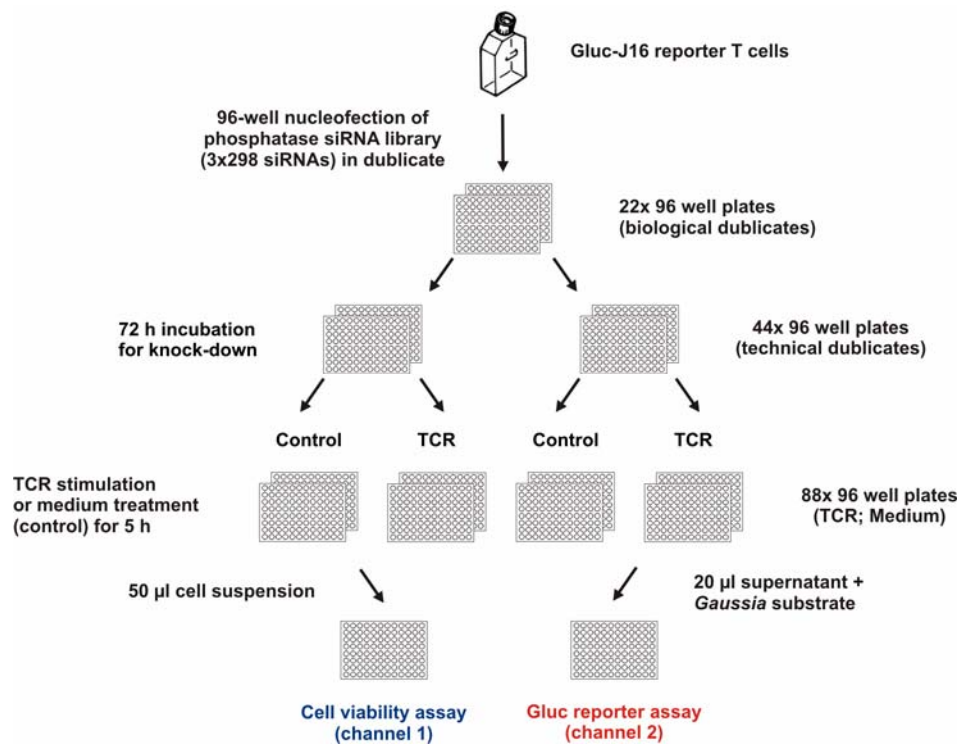 Gluc-J16 reporter T cells
96-well nucleofection of
phosphatase siRNA library
(3x298 siRNAs) in dublicate
22x 96 well plates
(biological dublicates)
72 h incubation
for knock-down
44x 96 well plates
(technical dublicates)
Control
TCR
Control
TCR
TCR stimulation
or medium treatment
(control) for 5 h
88x 96 well plates
(TCR; Medium)
50 µl cell suspension
20 µl supernatant +
Gaussia substrate
Cell viability assay
(channel 1)
Gluc reporter assay
(channel 2)